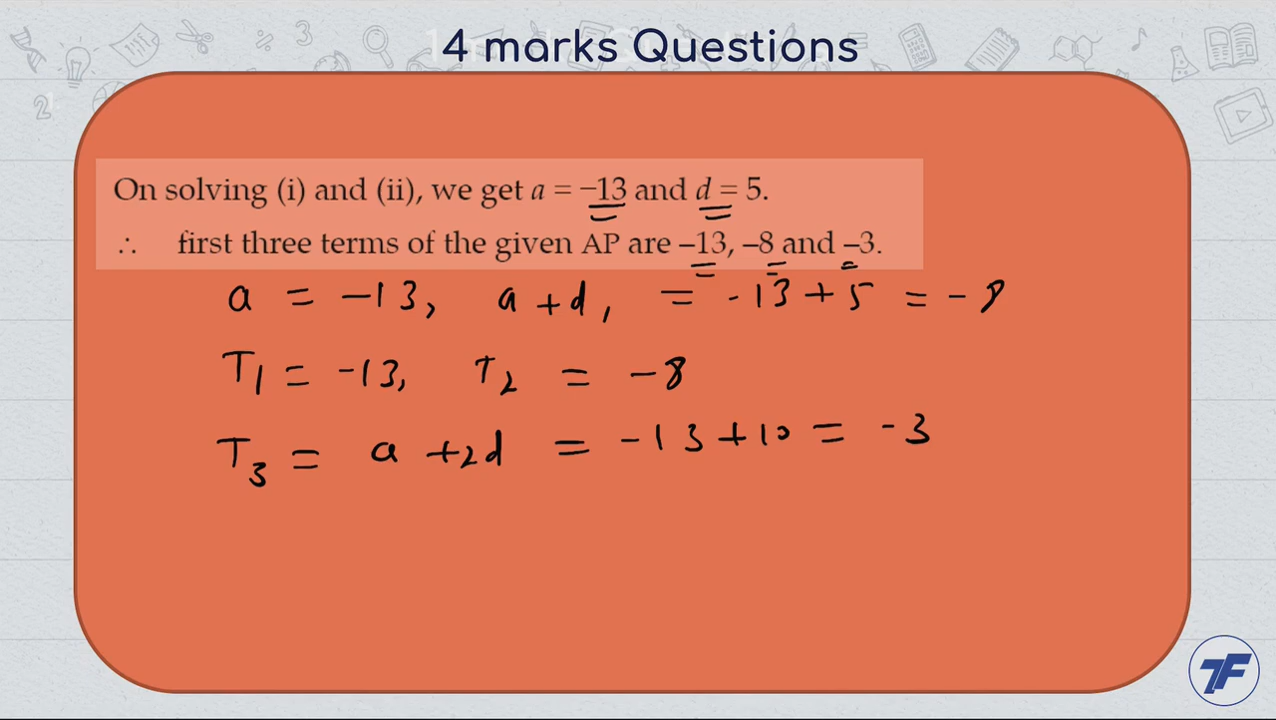 4 marks Questions
On solving (i) and (ii), we get a = –13 and d = 5.
∴ first three terms of the given AP are –13, –8 and –3.
a = -13, a + d, = -13 + 5 = -8
T1 = -13, T2 = -8
T3 = a + 2d = -13 + 10 = -3